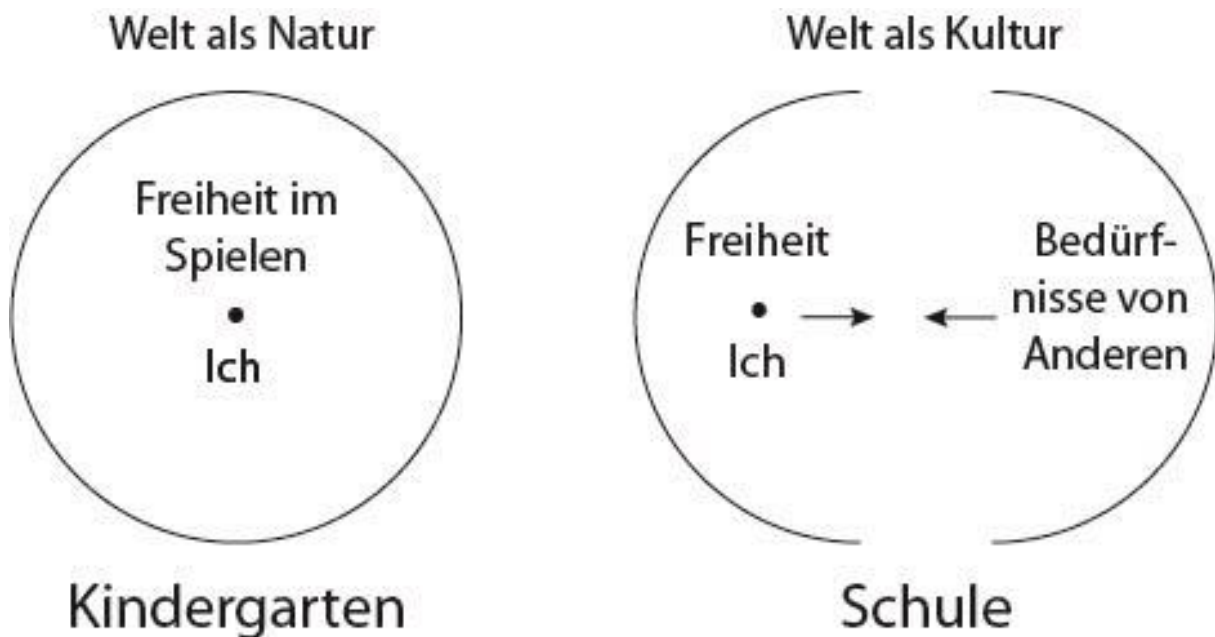 Welt als Natur
Freiheit im
Spielen
Ich
Kindergarten
Welt als Kultur
Freiheit
Ich
Bedürf-
nisse von
Anderen
Schule